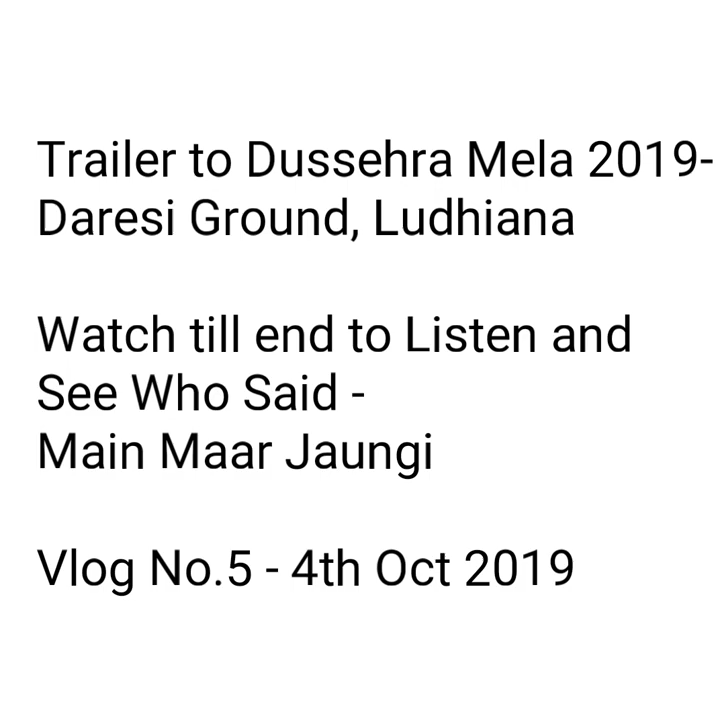 Trailer to Dussehra Mela 2019-
Daresi Ground, Ludhiana
Watch till end to Listen and
See Who Said -
Main Maar Jaungi
Vlog No.5 - 4th Oct 2019